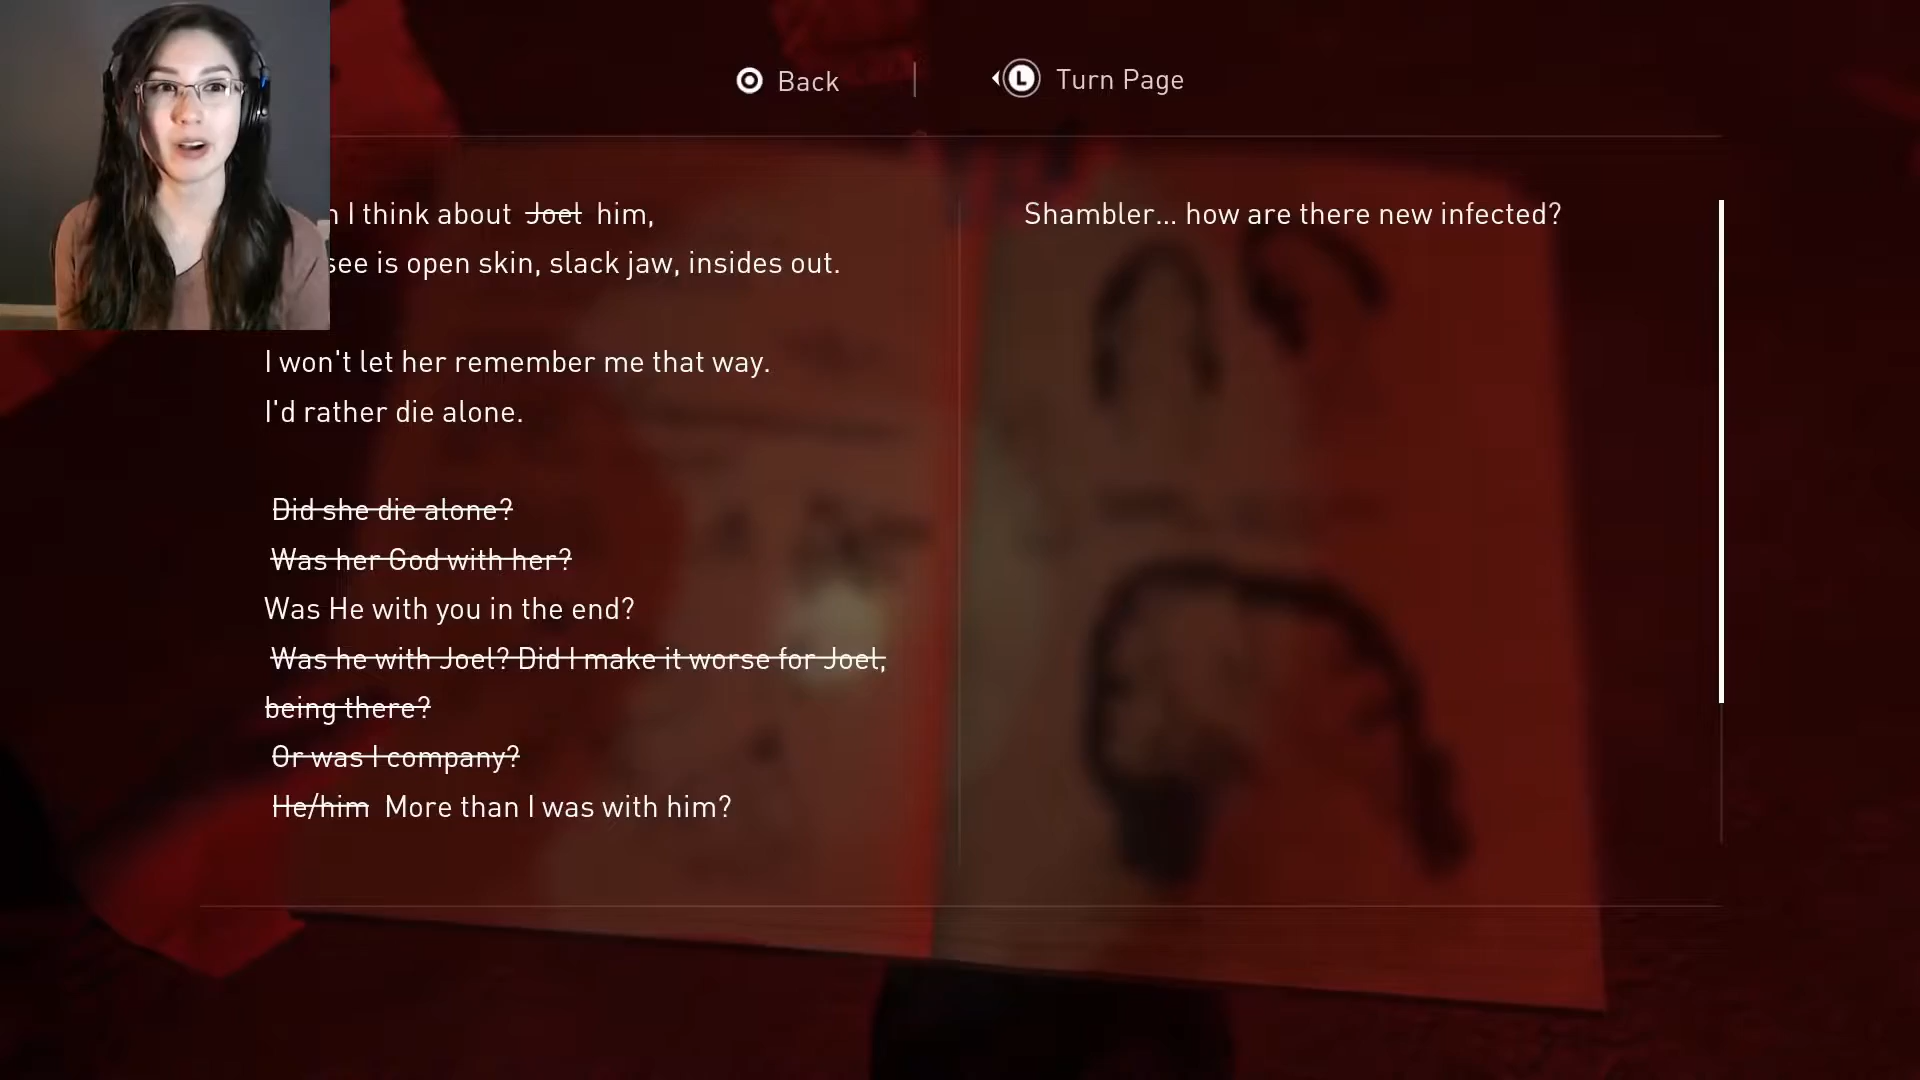 Back
L Turn Page
I think about Joel him,
see is open skin, slack jaw, insides out.
I won't let her remember me that way.
I'd rather die alone.
Did she die alone?
Was her God with her?
Was He with you in the end?
Was he with Joel? Did I make it worse for Joel,
being there?
Or was I company?
He/him More than I was with him?
Shambler... how are there new infected?